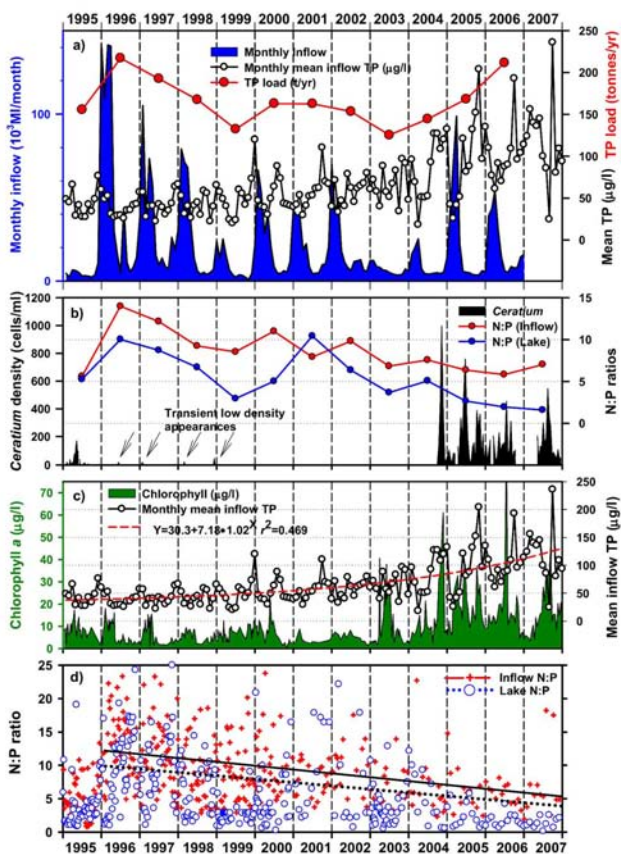 1995 1996 1997 1998 1999 2000 2001 2002 2003 2004 2005 2006 2007
a)
Monthly inflow
Monthly mean inflow TP (µg/l)
TP load (t/yr)
Monthly inflow (10³Ml/month)
100
0
250
200
150
100
50
0
Mean TP (µg/l)
TP load (tonnes/yr)
b)
Ceratium
N:P (Inflow)
N:P (Lake)
Transient low density
appearances
Ceratium density (cells/ml)
1200
1000
800
600
400
200
0
15
10
5
0
N:P ratios
c)
Chlorophyll (µg/l)
Monthly mean inflow TP
Y=30.3+7.18•1.02^X r²=0.469
Chlorophyll a (µg/l)
70
60
50
40
30
20
10
0
250
200
150
100
50
0
Mean inflow TP (µg/l)
d)
Inflow N:P
Lake N:P
N:P ratio
25
20
15
10
5
0
1995 1996 1997 1998 1999 2000 2001 2002 2003 2004 2005 2006 2007